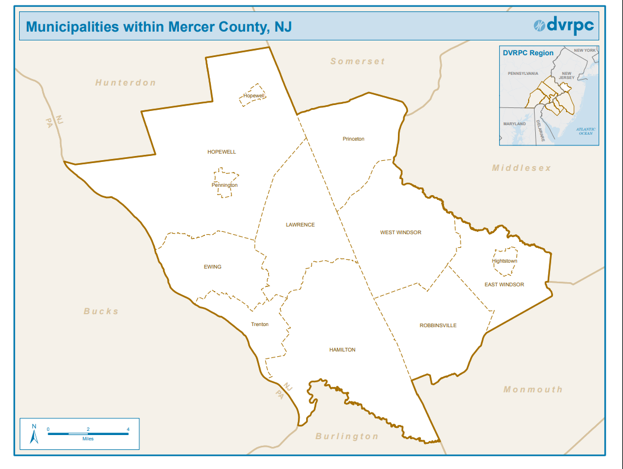 Municipalities within Mercer County, NJ
dvrpc
DVRPC Region
NEW YORK
PENNSYLVANIA
NEW
JERSEY
MARYLAND
DELAWARE
ATLANTIC
OCEAN
Somerset
Hunterdon
Hopewell
NJ
PA
Princeton
HOPEWELL
Middlesex
Pennington
LAWRENCE
WEST WINDSOR
Hightstown
EWING
EAST WINDSOR
Bucks
Trenton
ROBBINSVILLE
HAMILTON
NJ
PA
Monmouth
N
0 2 4
Miles
Burlington